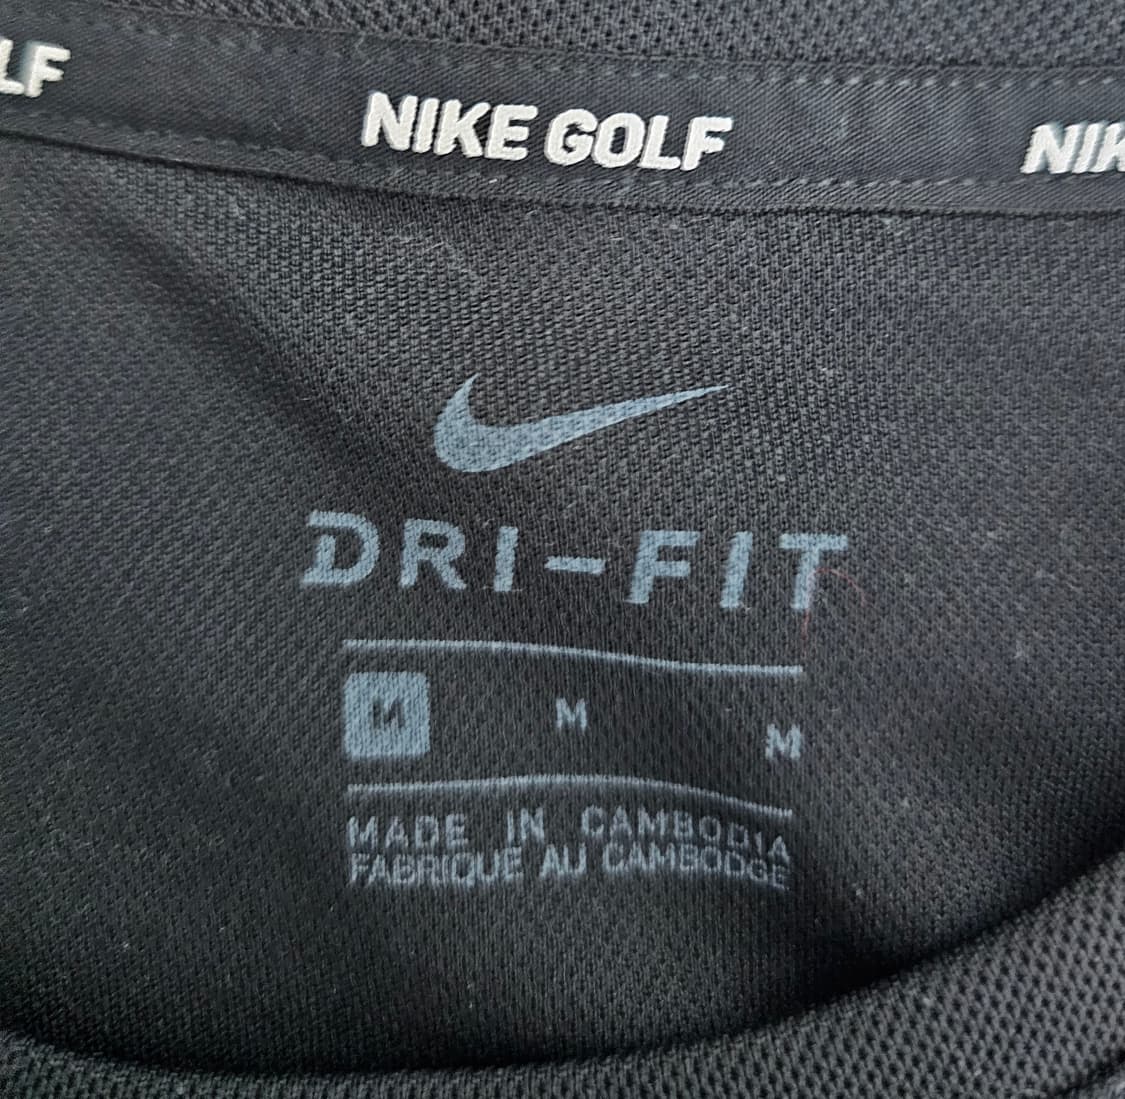 LF NIKE GOLF NIK
DRI-FIT
M M M
MADE IN CAMBODIA
FABRIQUE AU CAMBODGE